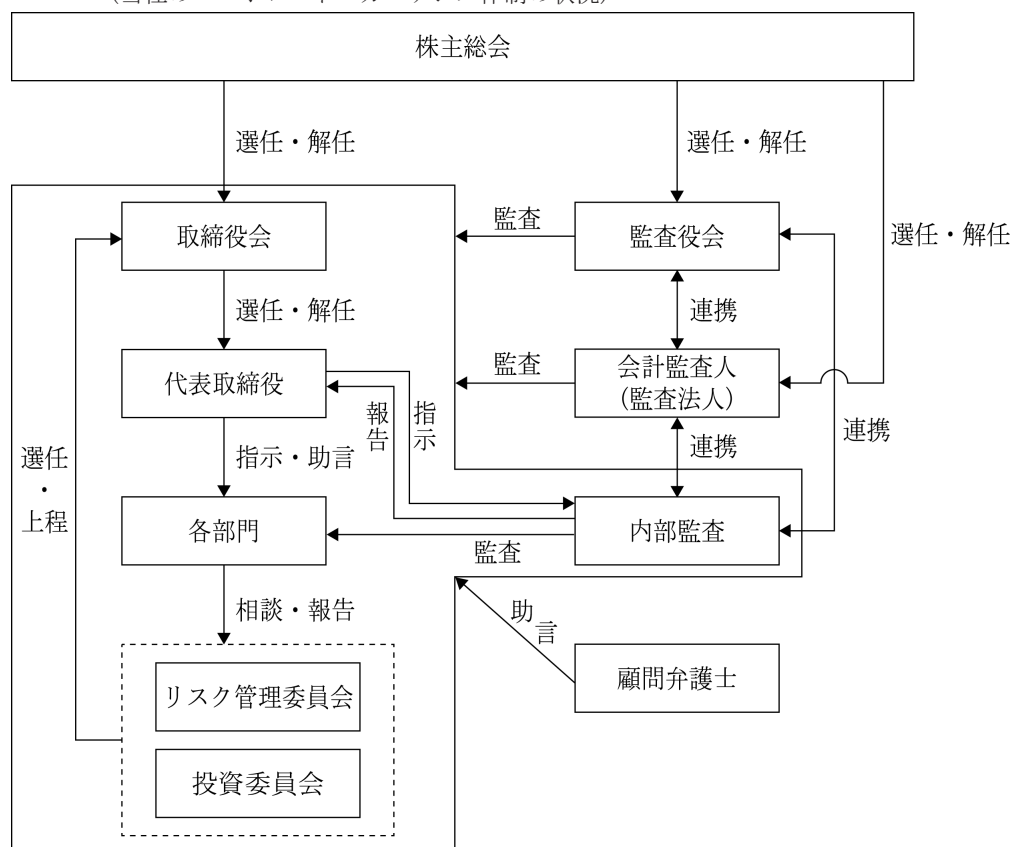 株主総会
選任・解任
選任・解任
選任・解任
取締役会
監査
監査役会
選任・解任
連携
代表取締役
監査
会計監査人
(監査法人)
報告
指示
連携
選任・上程
指示・助言
連携
各部門
内部監査
監査
相談・報告
助言
リスク管理委員会
顧問弁護士
投資委員会